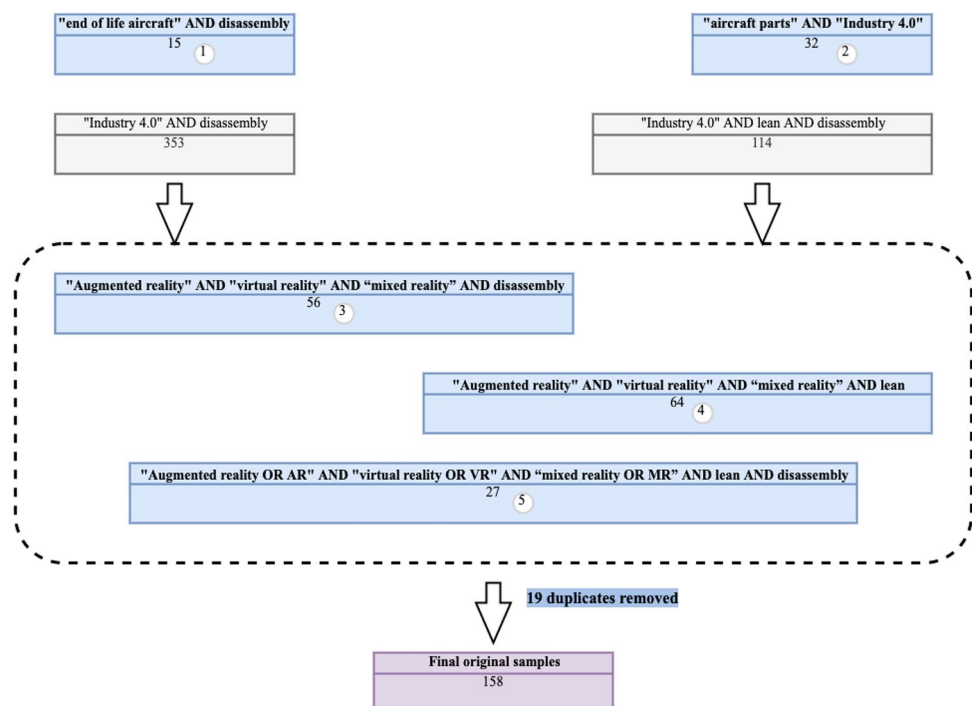 "end of life aircraft" AND disassembly
15
1
"aircraft parts" AND "Industry 4.0"
32
2
"Industry 4.0" AND disassembly
353
"Industry 4.0" AND lean AND disassembly
114
"Augmented reality" AND "virtual reality" AND “mixed reality” AND disassembly
56
3
"Augmented reality" AND "virtual reality" AND “mixed reality” AND lean
64
4
"Augmented reality OR AR" AND "virtual reality OR VR" AND “mixed reality OR MR” AND lean AND disassembly
27
5
19 duplicates removed
Final original samples
158